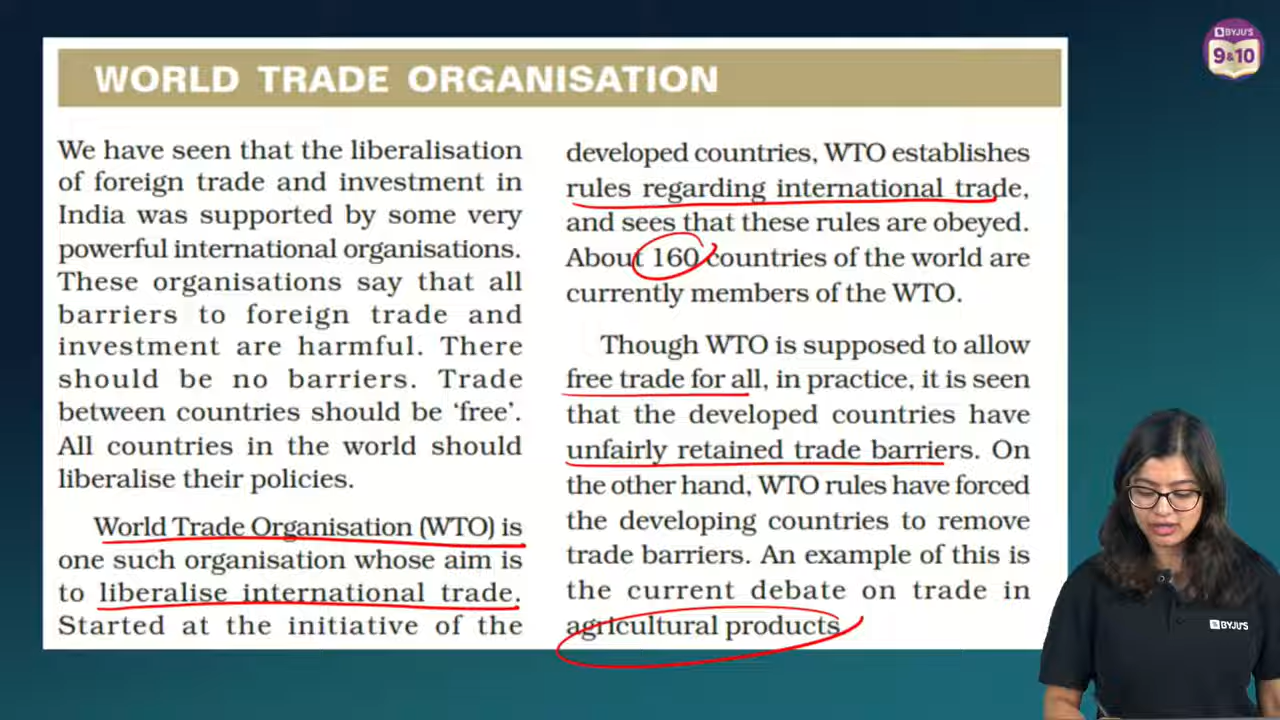 WORLD TRADE ORGANISATION
We have seen that the liberalisation
of foreign trade and investment in
India was supported by some very
powerful international organisations.
These organisations say that all
barriers to foreign trade and
investment are harmful. There
should be no barriers. Trade
between countries should be ‘free’.
All countries in the world should
liberalise their policies.
World Trade Organisation (WTO) is
one such organisation whose aim is
to liberalise international trade.
Started at the initiative of the
developed countries, WTO establishes
rules regarding international trade,
and sees that these rules are obeyed.
About 160 countries of the world are
currently members of the WTO.
Though WTO is supposed to allow
free trade for all, in practice, it is seen
that the developed countries have
unfairly retained trade barriers. On
the other hand, WTO rules have forced
the developing countries to remove
trade barriers. An example of this is
the current debate on trade in
agricultural products
BYJU'S
9&10
BYJU'S